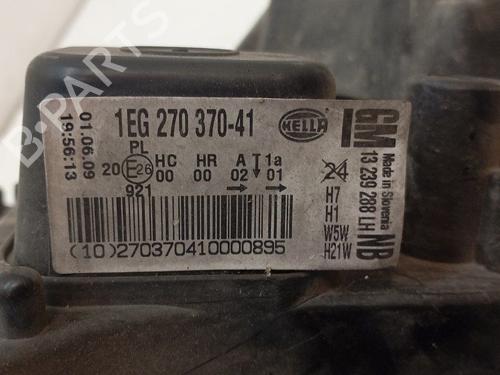 B-PARTS
01.06.09
19:56:13
1EG 270 370-41
HELLA
PL
20 E26 HC HR A 1a
00 00 02 01
921
(10)270370410000895
24
H7
H1
W5W
H21W
GM
13 239 288 LH
Made in Slovenia
NB